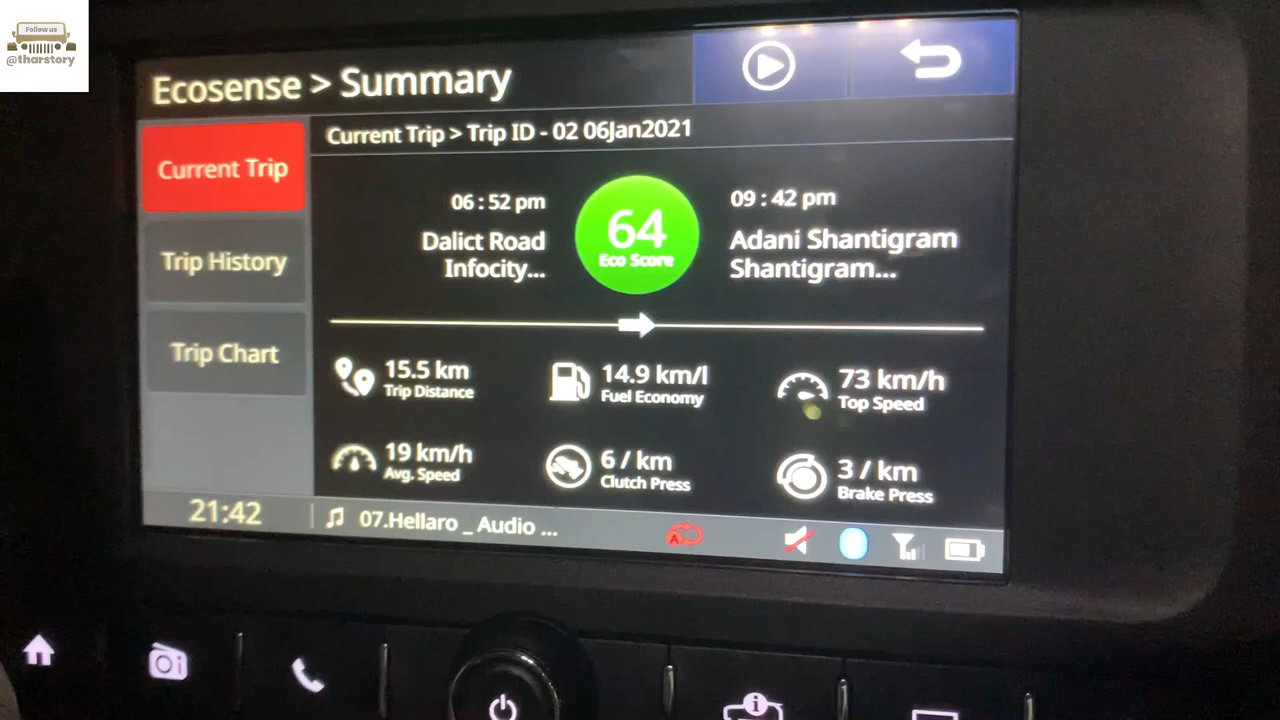 Follow us
@tharstory
Ecosense > Summary
Current Trip > Trip ID - 02 06Jan2021
Current Trip
Trip History
Trip Chart
06 : 52 pm
Dalict Road
Infocity...
64
Eco Score
09 : 42 pm
Adani Shantigram
Shantigram...
15.5 km
Trip Distance
14.9 km/l
Fuel Economy
73 km/h
Top Speed
19 km/h
Avg. Speed
6 / km
Clutch Press
3 / km
Brake Press
21:42
07.Hellaro _ Audio ...
A